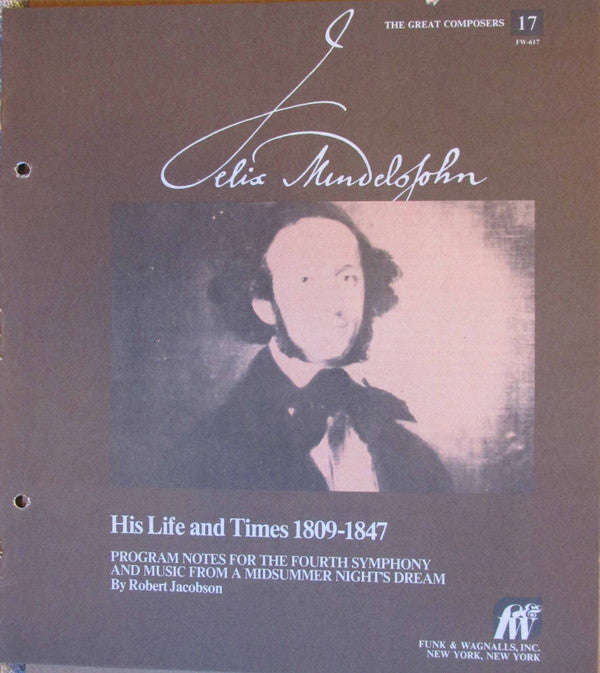 THE GREAT COMPOSERS 17
FW-617
Felix Mendelssohn
His Life and Times 1809-1847
PROGRAM NOTES FOR THE FOURTH SYMPHONY
AND MUSIC FROM A MIDSUMMER NIGHT'S DREAM
By Robert Jacobson
f&w
FUNK & WAGNALLS, INC.
NEW YORK, NEW YORK